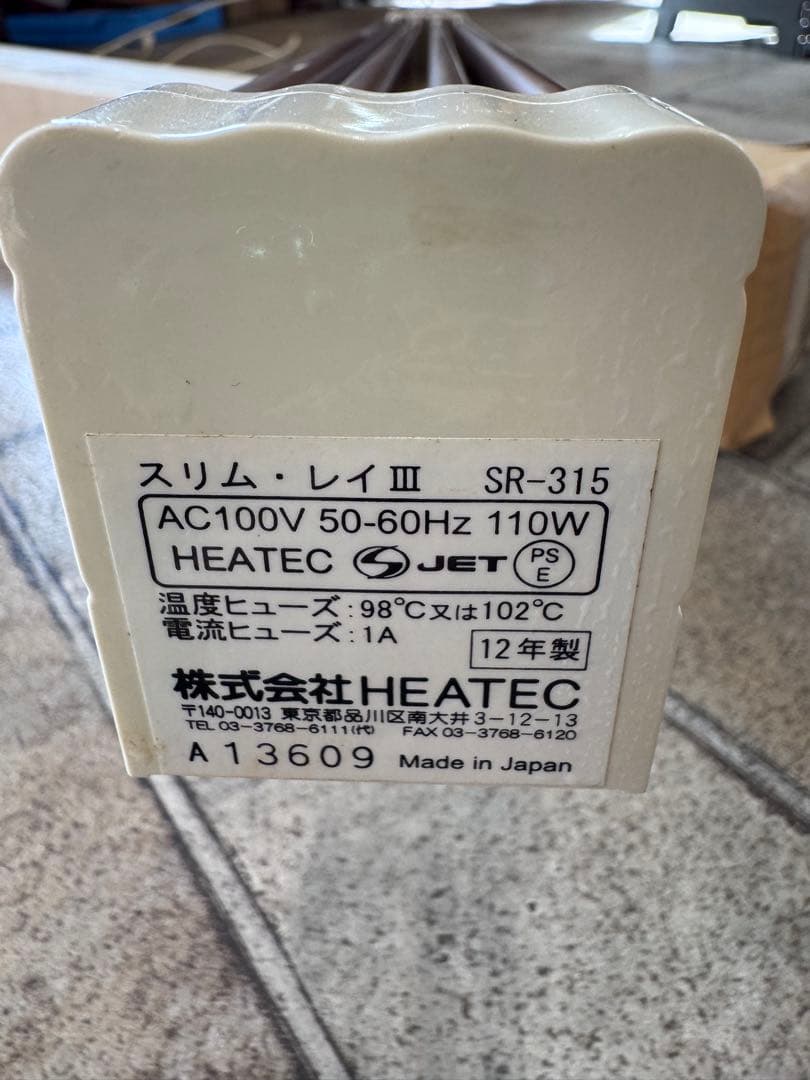 スリム・レイⅢ SR-315
AC100V 50-60Hz 110W
HEATEC JET PS E
温度ヒューズ:98℃又は102℃
電流ヒューズ:1A 12年製
株式会社HEATEC
〒140-0013 東京都品川区南大井3-12-13
TEL 03-3768-6111(代) FAX 03-3768-6120
A13609 Made in Japan